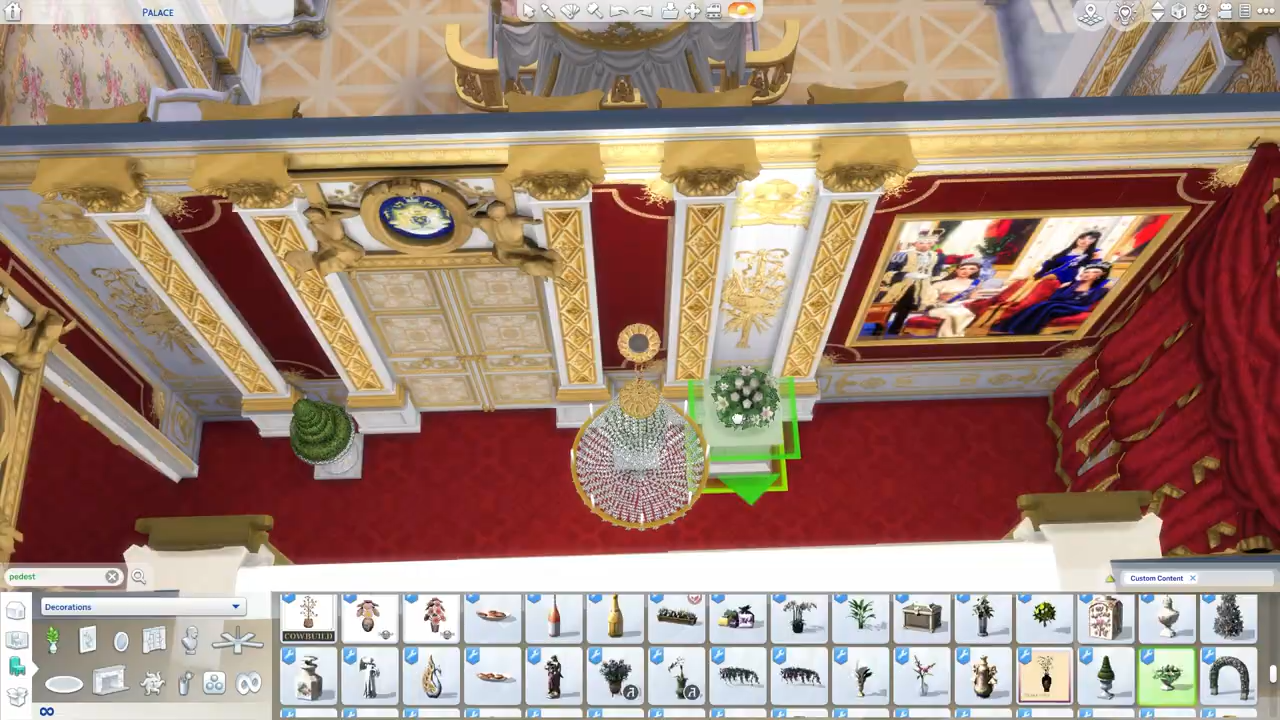 PALACE
pedest
Custom Content
Decorations
COWBUILD
a
a